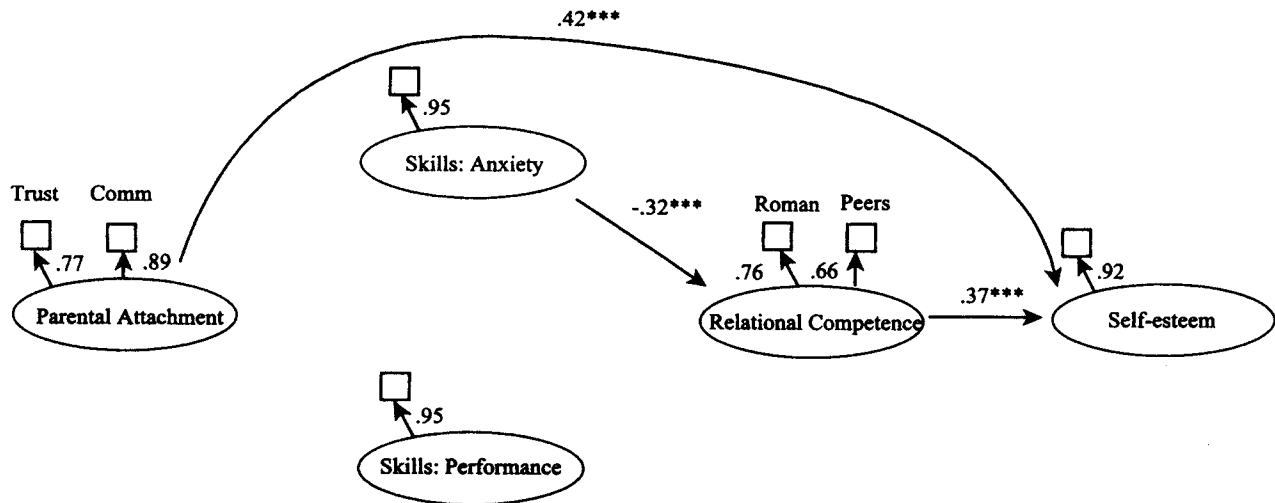 .42***
.95
Skills: Anxiety
Trust Comm
-.32***
Roman Peers
.77 .89
.76 .66
.92
Parental Attachment
.37***
Relational Competence
Self-esteem
.95
Skills: Performance